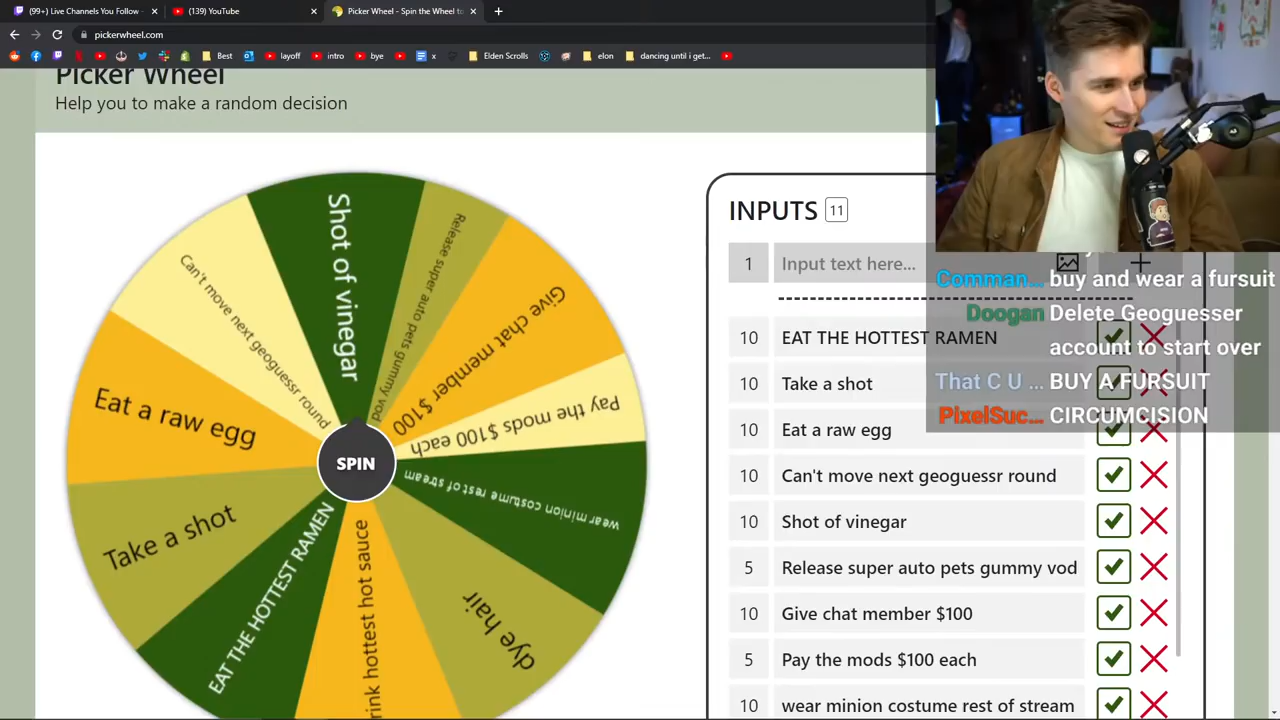 (99+) Live Channels You Follow -
(139) YouTube
Picker Wheel - Spin the Wheel to
pickerwheel.com
Best
layoff
intro
bye
x
Elden Scrolls
elon
dancing until i get...
Picker Wheel
Help you to make a random decision
Shot of vinegar
Release super auto pets gummy vod
Give chat member $100
Pay the mods $100 each
wear minion costume rest of stream
dye hair
rink hottest hot sauce
EAT THE HOTTEST RAMEN
Take a shot
Eat a raw egg
Can't move next geoguessr round
SPIN
INPUTS 11
1 Input text here...
10 EAT THE HOTTEST RAMEN
10 Take a shot
10 Eat a raw egg
10 Can't move next geoguessr round
10 Shot of vinegar
5 Release super auto pets gummy vod
10 Give chat member $100
5 Pay the mods $100 each
10 wear minion costume rest of stream
Comman... buy and wear a fursuit
Doogan Delete Geoguesser
account to start over
That C U ... BUY A FURSUIT
PixelSuc... CIRCUMCISION